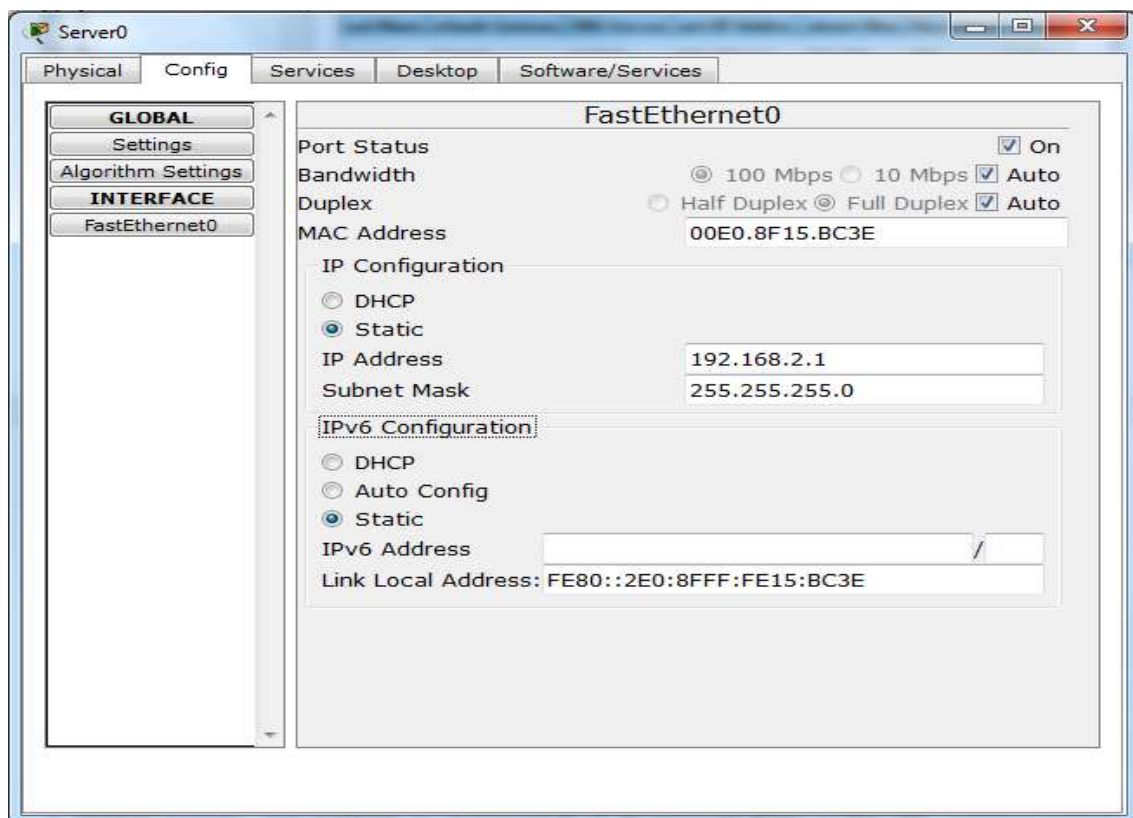 Server0
Physical Config Services Desktop Software/Services
GLOBAL
Settings
Algorithm Settings
INTERFACE
FastEthernet0
FastEthernet0
Port Status On
Bandwidth 100 Mbps 10 Mbps Auto
Duplex Half Duplex Full Duplex Auto
MAC Address 00E0.8F15.BC3E
IP Configuration
DHCP
Static
IP Address 192.168.2.1
Subnet Mask 255.255.255.0
IPv6 Configuration
DHCP
Auto Config
Static
IPv6 Address /
Link Local Address: FE80::2E0:8FFF:FE15:BC3E